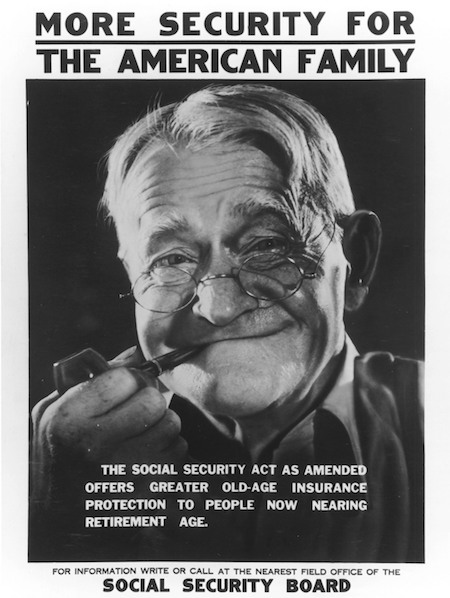 MORE SECURITY FOR
THE AMERICAN FAMILY
THE SOCIAL SECURITY ACT AS AMENDED
OFFERS GREATER OLD-AGE INSURANCE
PROTECTION TO PEOPLE NOW NEARING
RETIREMENT AGE.
FOR INFORMATION WRITE OR CALL AT THE NEAREST FIELD OFFICE OF THE
SOCIAL SECURITY BOARD